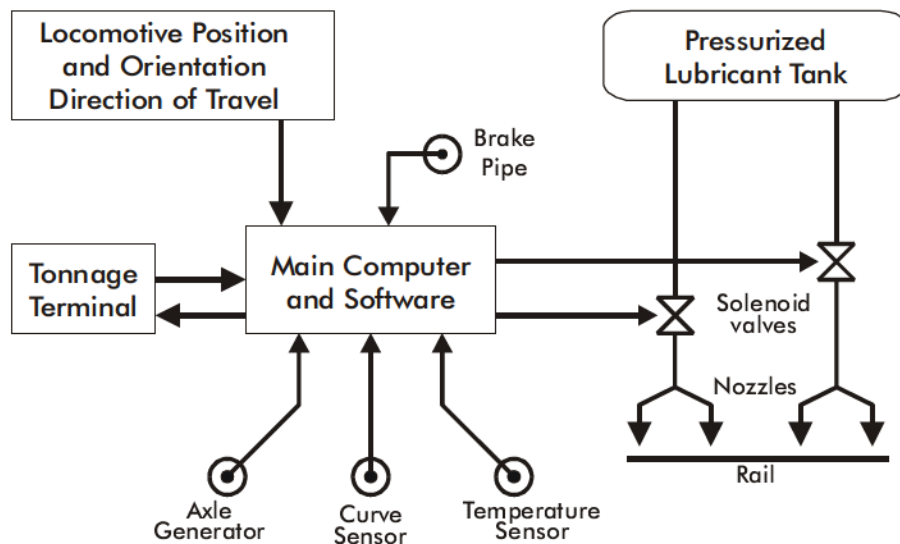 Locomotive Position
and Orientation
Direction of Travel
Pressurized
Lubricant Tank
Brake
Pipe
Tonnage
Terminal
Main Computer
and Software
Solenoid
valves
Nozzles
Rail
Axle
Generator
Curve
Sensor
Temperature
Sensor